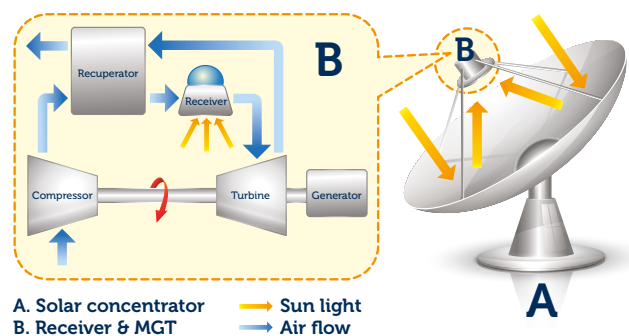 B
B
Recuperator
Receiver
Compressor
Turbine
Generator
A
A. Solar concentrator
Sun light
B. Receiver & MGT
Air flow